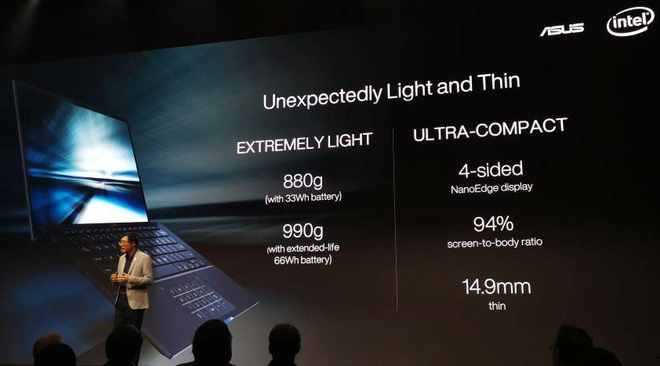 ASUS
intel
Unexpectedly Light and Thin
EXTREMELY LIGHT
880g
(with 33Wh battery)
990g
(with extended-life
66Wh battery)
ULTRA-COMPACT
4-sided
NanoEdge display
94%
screen-to-body ratio
14.9mm
thin